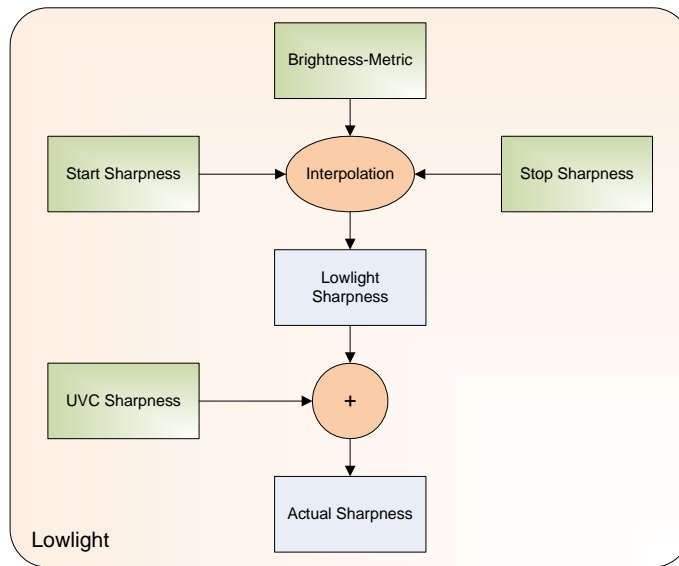 Brightness-Metric
Start Sharpness
Interpolation
Stop Sharpness
Lowlight
Sharpness
UVC Sharpness
+
Actual Sharpness
Lowlight